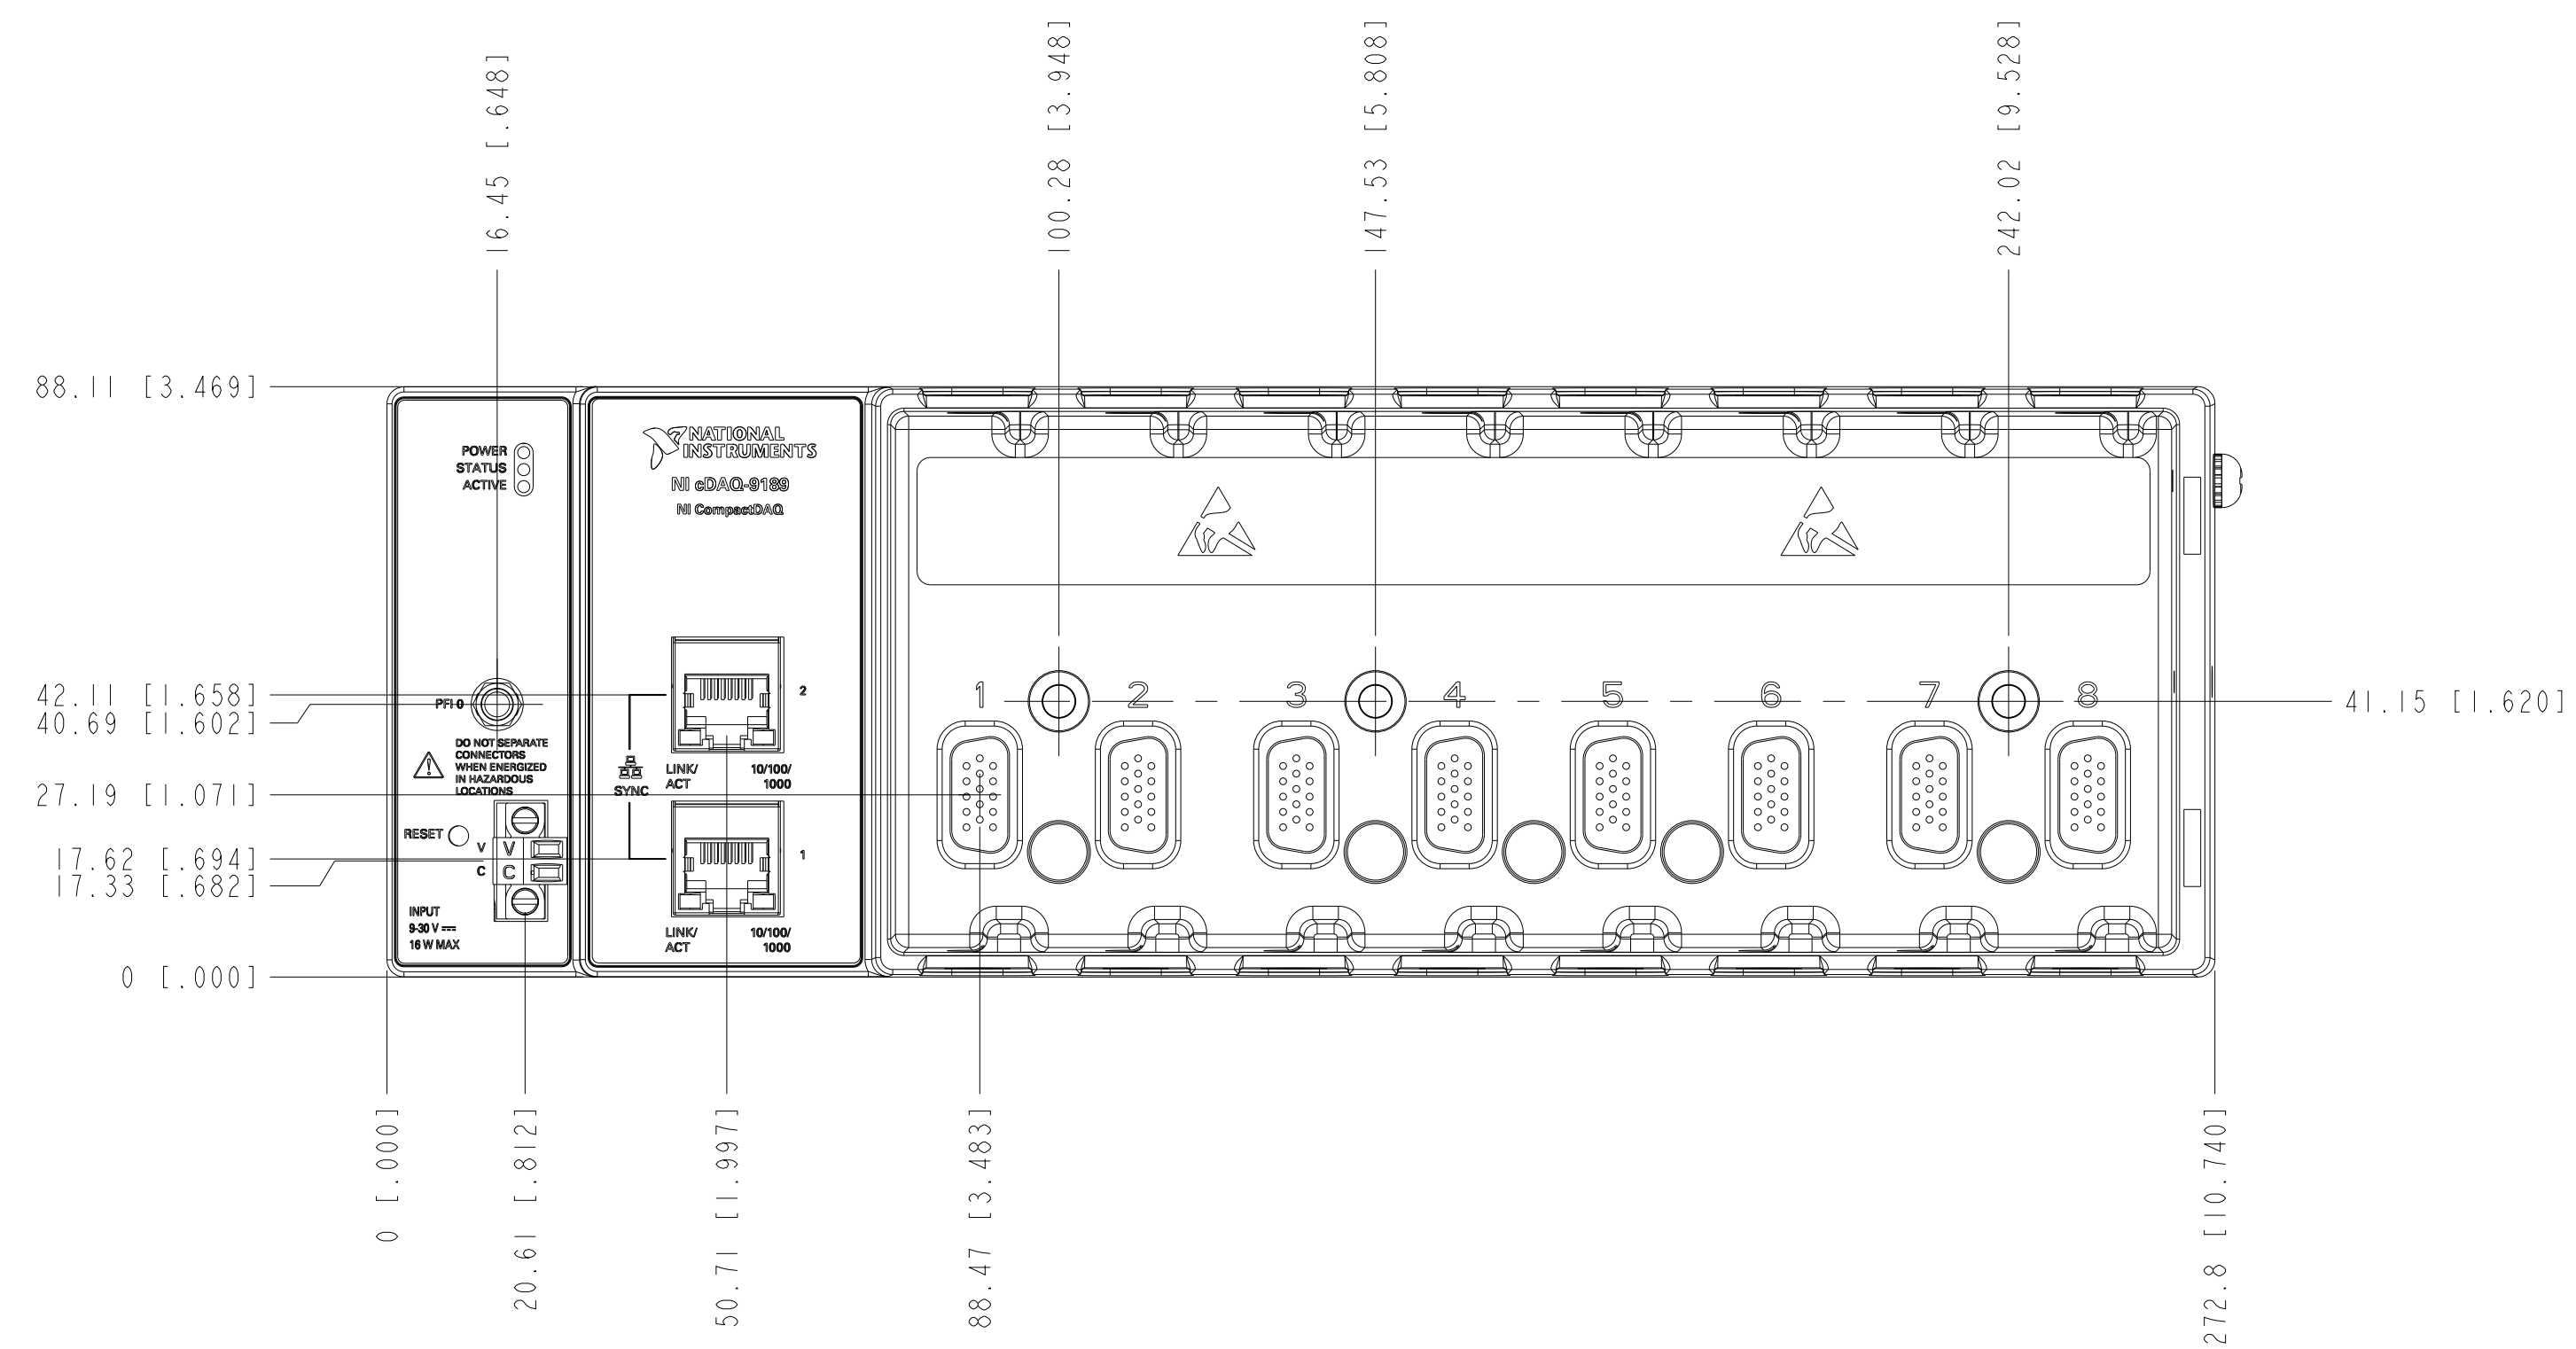 16.45 [.648]
100.28 [3.948]
147.53 [5.808]
242.02 [9.528]
88.11 [3.469]
42.11 [1.658]
40.69 [1.602]
27.19 [1.071]
17.62 [.694]
17.33 [.682]
0 [.000]
POWER
STATUS
ACTIVE
PFI 0
DO NOT SEPARATE
CONNECTORS
WHEN ENERGIZED
IN HAZARDOUS
LOCATIONS
RESET
V
V
C
C
INPUT
9-30 V
16 W MAX
NATIONAL
INSTRUMENTS
NI cDAQ-9189
NI CompactDAQ
2
LINK/
ACT
10/100/
1000
SYNC
1
LINK/
ACT
10/100/
1000
1 2 3 4 5 6 7 8
41.15 [1.620]
0 [.000]
20.61 [.812]
50.71 [1.997]
88.47 [3.483]
272.8 [10.740]